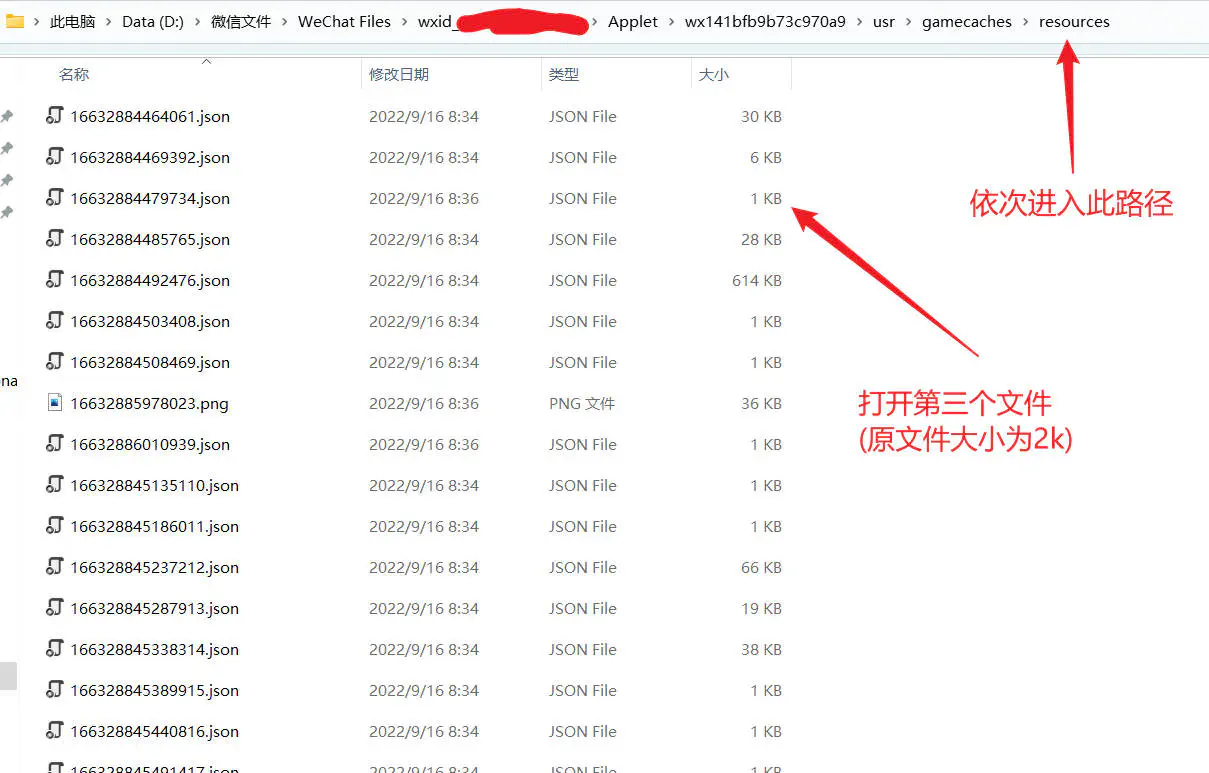 此电脑 > Data (D:) > 微信文件 > WeChat Files > wxid_ > Applet > wx141bfb9b73c970a9 > usr > gamecaches > resources
名称 修改日期 类型 大小
16632884464061.json 2022/9/16 8:34 JSON File 30 KB
16632884469392.json 2022/9/16 8:34 JSON File 6 KB
16632884479734.json 2022/9/16 8:36 JSON File 1 KB
依次进入此路径
16632884485765.json 2022/9/16 8:34 JSON File 28 KB
16632884492476.json 2022/9/16 8:34 JSON File 614 KB
16632884503408.json 2022/9/16 8:34 JSON File 1 KB
16632884508469.json 2022/9/16 8:34 JSON File 1 KB
na
16632885978023.png 2022/9/16 8:36 PNG 文件 36 KB
打开第三个文件
(原文件大小为2k)
16632886010939.json 2022/9/16 8:36 JSON File 1 KB
166328845135110.json 2022/9/16 8:34 JSON File 1 KB
166328845186011.json 2022/9/16 8:34 JSON File 1 KB
166328845237212.json 2022/9/16 8:34 JSON File 66 KB
166328845287913.json 2022/9/16 8:34 JSON File 19 KB
166328845338314.json 2022/9/16 8:34 JSON File 38 KB
166328845389915.json 2022/9/16 8:34 JSON File 1 KB
166328845440816.json 2022/9/16 8:34 JSON File 1 KB
166328845491417.json 2022/9/16 8:34 JSON File 1 KB